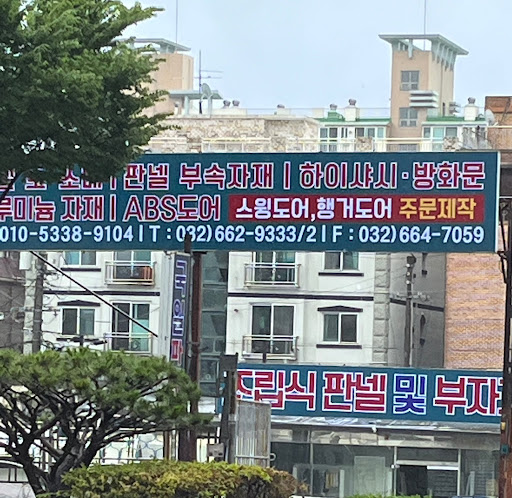 소매 | 판넬 부속자재 | 하이샤시·방화문
루미늄 자재 | ABS도어 스윙도어,행거도어 주문제작
010-5338-9104 | T : 032)662-9333/2 | F : 032)664-7059
조립식 판넬 및 부자재